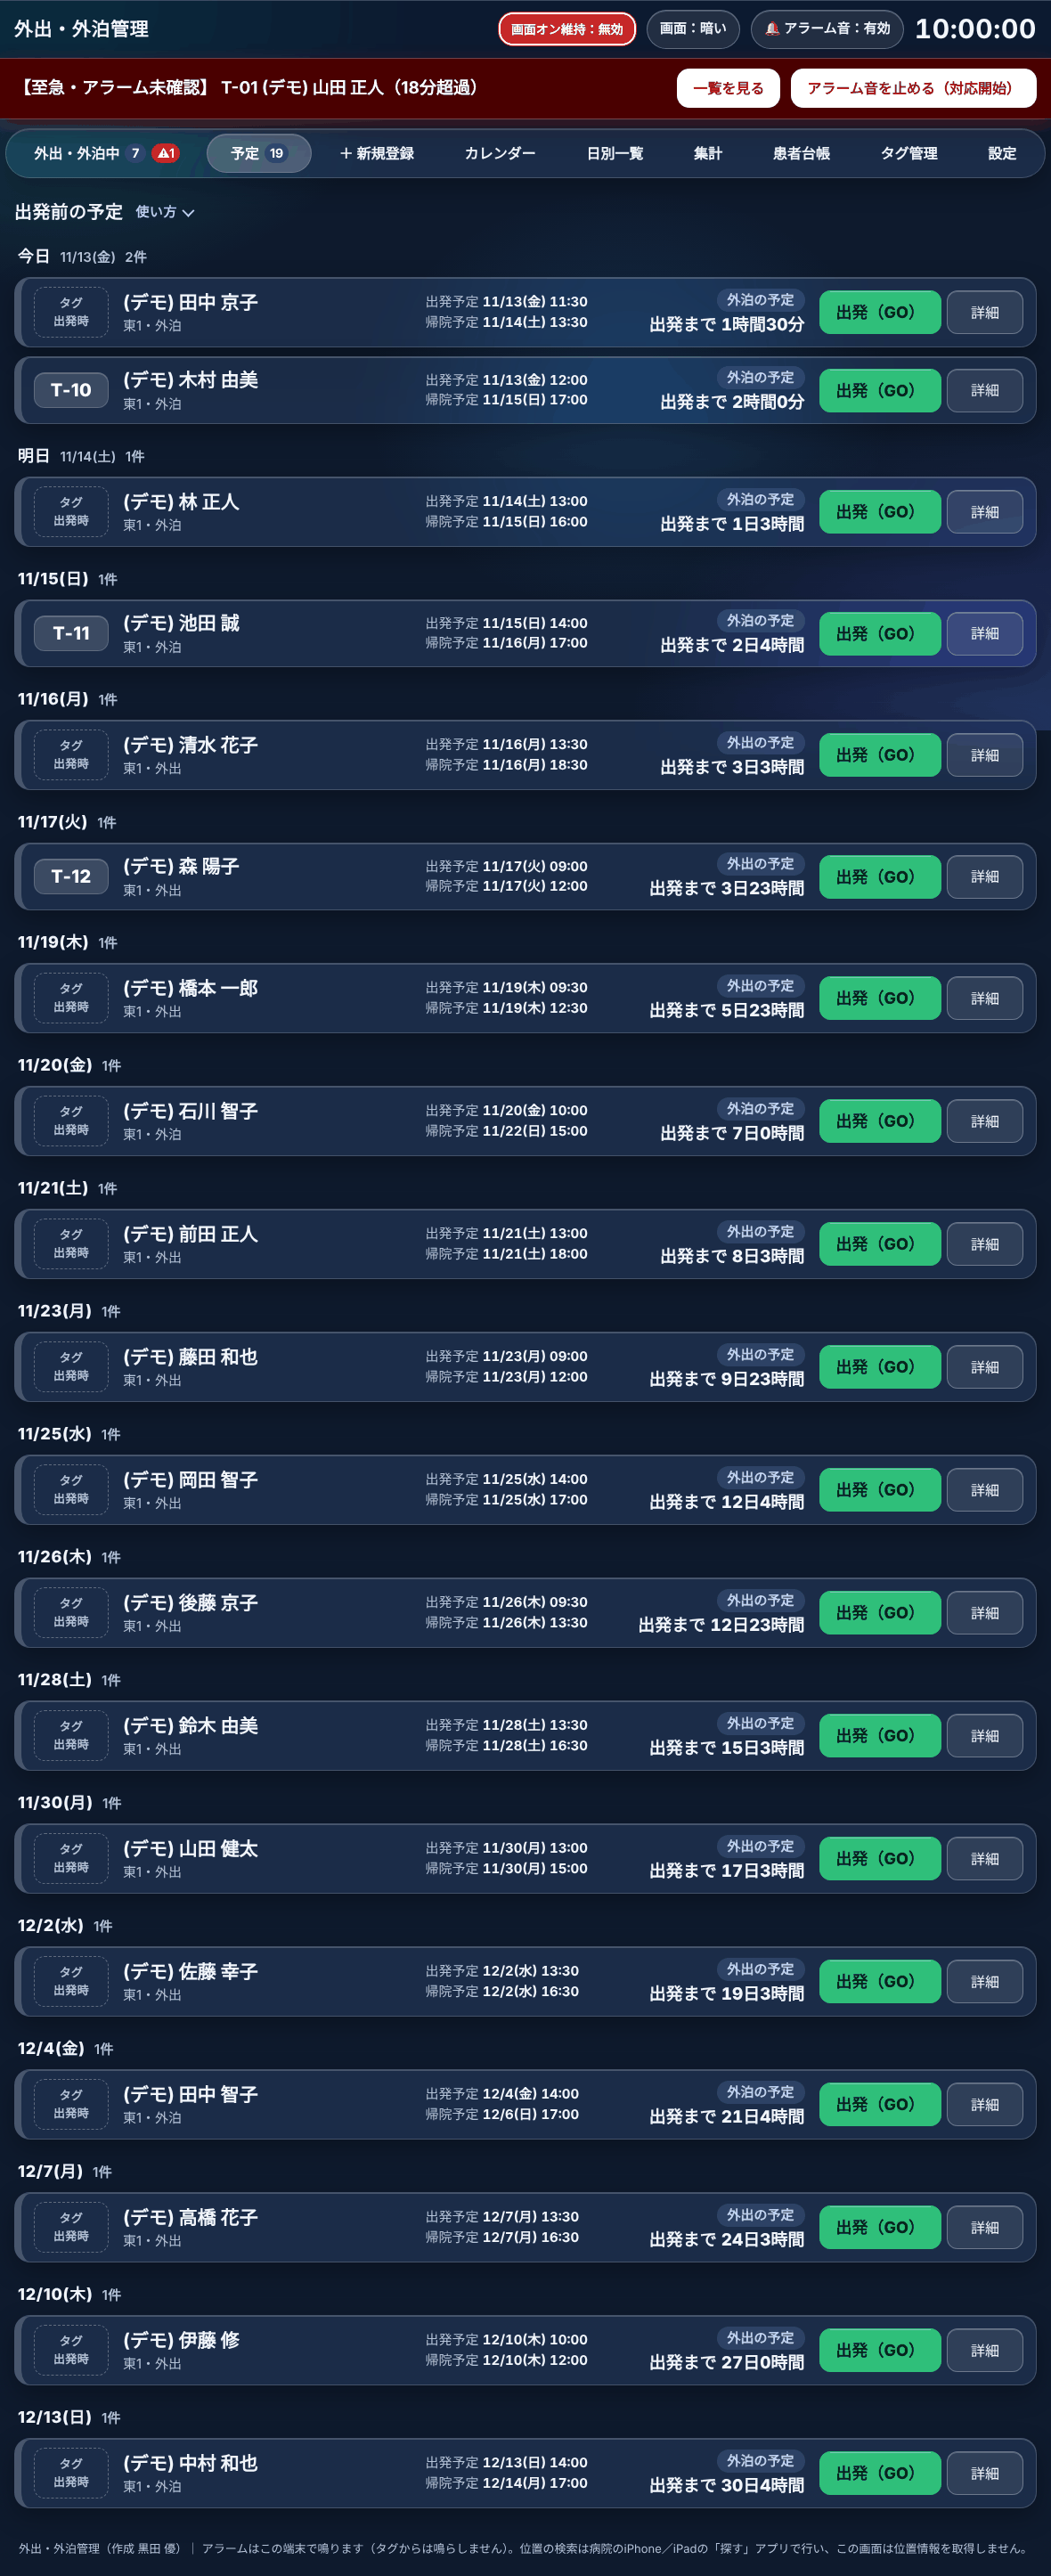 外出・外泊管理
画面オン維持：無効
画面：暗い
アラーム音：有効
10:00:00
【至急・アラーム未確認】 T-01 (デモ) 山田 正人（18分超過）
一覧を見る
アラーム音を止める（対応開始）
外出・外泊中 7 ⚠1
予定 19
＋ 新規登録
カレンダー
日別一覧
集計
患者台帳
タグ管理
設定
出発前の予定 使い方
今日 11/13(金) 2件
タグ
出発時
(デモ) 田中 京子
東1・外泊
出発予定 11/13(金) 11:30
帰院予定 11/14(土) 13:30
外泊の予定
出発まで 1時間30分
出発（GO）
詳細
T-10
(デモ) 木村 由美
東1・外泊
出発予定 11/13(金) 12:00
帰院予定 11/15(日) 17:00
外泊の予定
出発まで 2時間0分
出発（GO）
詳細
明日 11/14(土) 1件
タグ
出発時
(デモ) 林 正人
東1・外泊
出発予定 11/14(土) 13:00
帰院予定 11/15(日) 16:00
外泊の予定
出発まで 1日3時間
出発（GO）
詳細
11/15(日) 1件
T-11
(デモ) 池田 誠
東1・外泊
出発予定 11/15(日) 14:00
帰院予定 11/16(月) 17:00
外泊の予定
出発まで 2日4時間
出発（GO）
詳細
11/16(月) 1件
タグ
出発時
(デモ) 清水 花子
東1・外出
出発予定 11/16(月) 13:30
帰院予定 11/16(月) 18:30
外出の予定
出発まで 3日3時間
出発（GO）
詳細
11/17(火) 1件
T-12
(デモ) 森 陽子
東1・外出
出発予定 11/17(火) 09:00
帰院予定 11/17(火) 12:00
外出の予定
出発まで 3日23時間
出発（GO）
詳細
11/19(木) 1件
タグ
出発時
(デモ) 橋本 一郎
東1・外出
出発予定 11/19(木) 09:30
帰院予定 11/19(木) 12:30
外出の予定
出発まで 5日23時間
出発（GO）
詳細
11/20(金) 1件
タグ
出発時
(デモ) 石川 智子
東1・外泊
出発予定 11/20(金) 10:00
帰院予定 11/22(日) 15:00
外泊の予定
出発まで 7日0時間
出発（GO）
詳細
11/21(土) 1件
タグ
出発時
(デモ) 前田 正人
東1・外出
出発予定 11/21(土) 13:00
帰院予定 11/21(土) 18:00
外出の予定
出発まで 8日3時間
出発（GO）
詳細
11/23(月) 1件
タグ
出発時
(デモ) 藤田 和也
東1・外出
出発予定 11/23(月) 09:00
帰院予定 11/23(月) 12:00
外出の予定
出発まで 9日23時間
出発（GO）
詳細
11/25(水) 1件
タグ
出発時
(デモ) 岡田 智子
東1・外出
出発予定 11/25(水) 14:00
帰院予定 11/25(水) 17:00
外出の予定
出発まで 12日4時間
出発（GO）
詳細
11/26(木) 1件
タグ
出発時
(デモ) 後藤 京子
東1・外出
出発予定 11/26(木) 09:30
帰院予定 11/26(木) 13:30
外出の予定
出発まで 12日23時間
出発（GO）
詳細
11/28(土) 1件
タグ
出発時
(デモ) 鈴木 由美
東1・外出
出発予定 11/28(土) 13:30
帰院予定 11/28(土) 16:30
外出の予定
出発まで 15日3時間
出発（GO）
詳細
11/30(月) 1件
タグ
出発時
(デモ) 山田 健太
東1・外出
出発予定 11/30(月) 13:00
帰院予定 11/30(月) 15:00
外出の予定
出発まで 17日3時間
出発（GO）
詳細
12/2(水) 1件
タグ
出発時
(デモ) 佐藤 幸子
東1・外出
出発予定 12/2(水) 13:30
帰院予定 12/2(水) 16:30
外出の予定
出発まで 19日3時間
出発（GO）
詳細
12/4(金) 1件
タグ
出発時
(デモ) 田中 智子
東1・外泊
出発予定 12/4(金) 14:00
帰院予定 12/6(日) 17:00
外泊の予定
出発まで 21日4時間
出発（GO）
詳細
12/7(月) 1件
タグ
出発時
(デモ) 高橋 花子
東1・外出
出発予定 12/7(月) 13:30
帰院予定 12/7(月) 16:30
外出の予定
出発まで 24日3時間
出発（GO）
詳細
12/10(木) 1件
タグ
出発時
(デモ) 伊藤 修
東1・外出
出発予定 12/10(木) 10:00
帰院予定 12/10(木) 12:00
外出の予定
出発まで 27日0時間
出発（GO）
詳細
12/13(日) 1件
タグ
出発時
(デモ) 中村 和也
東1・外泊
出発予定 12/13(日) 14:00
帰院予定 12/14(月) 17:00
外泊の予定
出発まで 30日4時間
出発（GO）
詳細
外出・外泊管理（作成 黒田 優）｜ アラームはこの端末で鳴ります（タグからは鳴らしません）。位置の検索は病院のiPhone／iPadの「探す」アプリで行い、この画面は位置情報を取得しません。